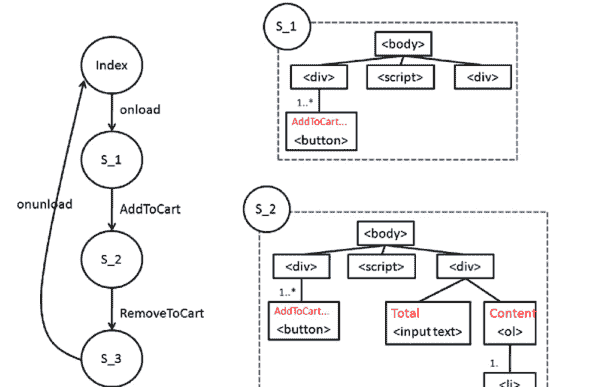 Index
onload
S_1
onunload
AddToCart
S_2
RemoveToCart
S_3
S_1
<body>
<div> <script> <div>
1..*
AddToCart...
<button>
S_2
<body>
<div> <script> <div>
1..*
AddToCart... Total Content
<button> <input text> <ol>
1.
<li>